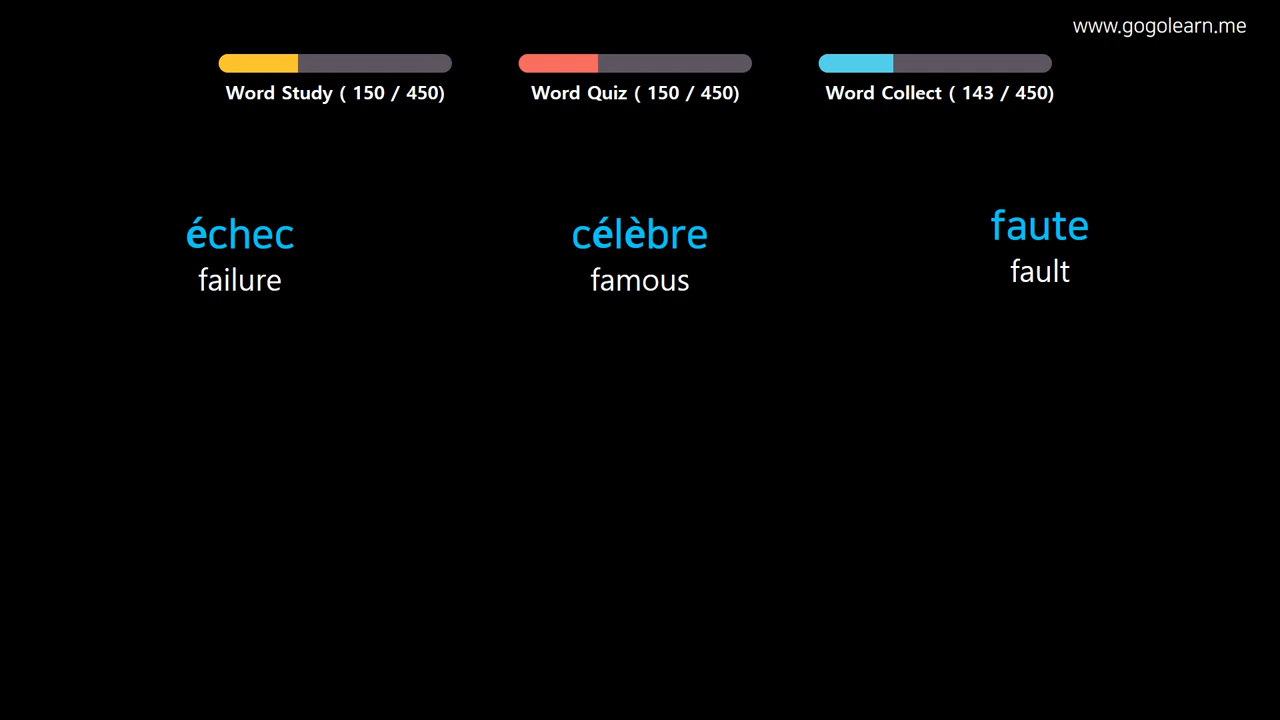 www.gogolearn.me
Word Study ( 150 / 450)
Word Quiz ( 150 / 450)
Word Collect ( 143 / 450)
échec
failure
célèbre
famous
faute
fault